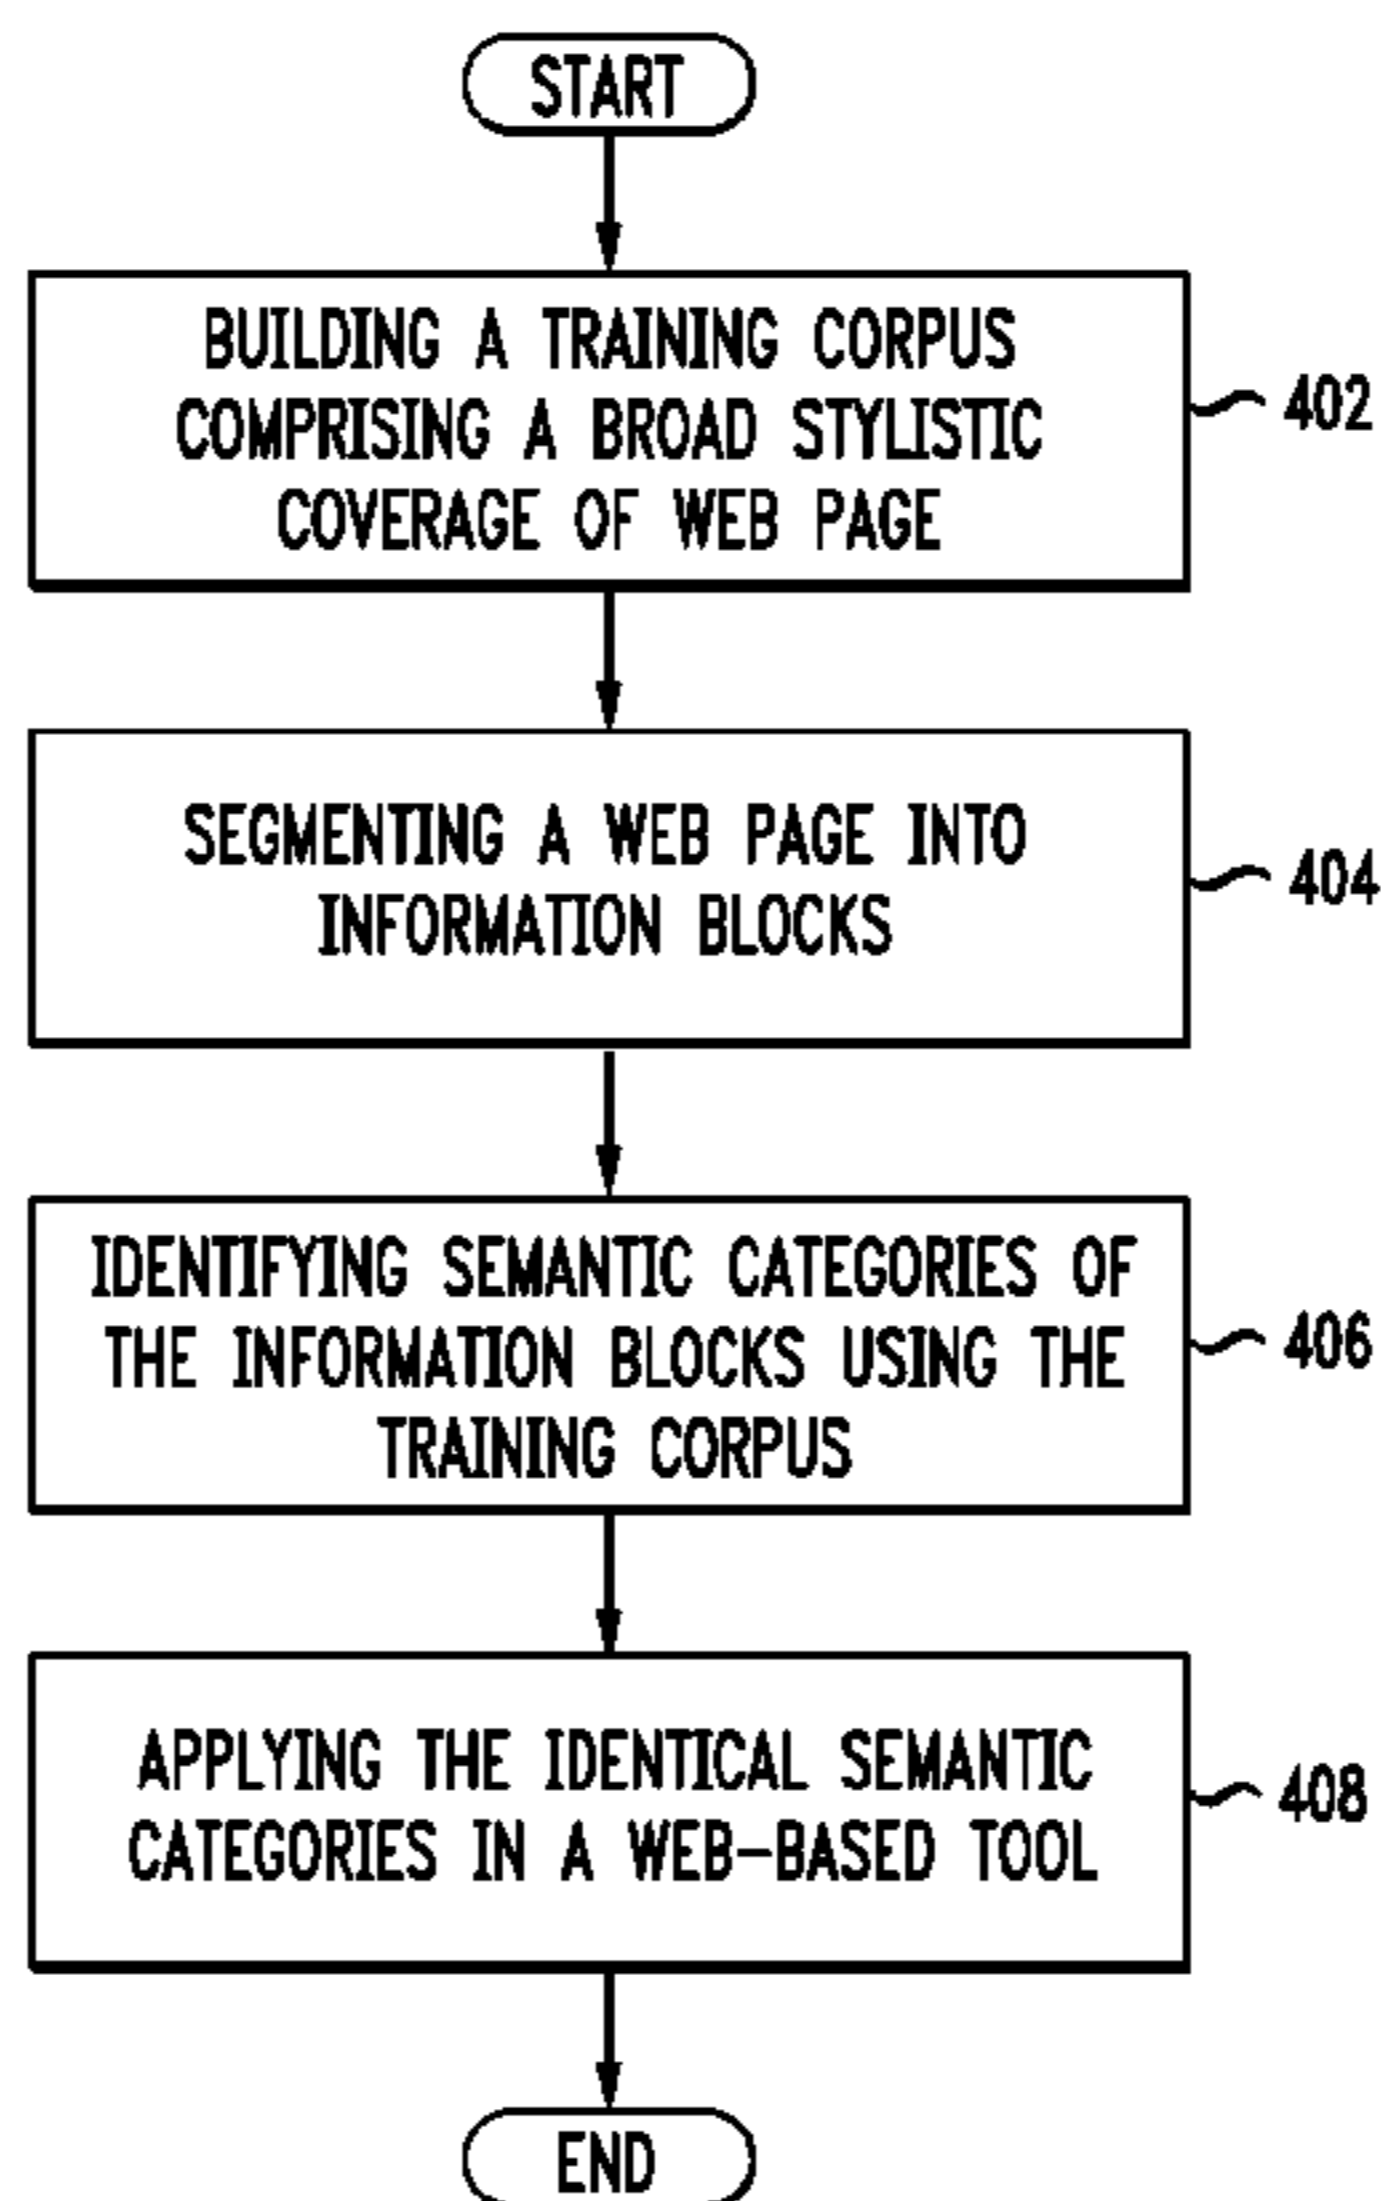 START
BUILDING A TRAINING CORPUS
COMPRISING A BROAD STYLISTIC
COVERAGE OF WEB PAGE
402
SEGMENTING A WEB PAGE INTO
INFORMATION BLOCKS
404
IDENTIFYING SEMANTIC CATEGORIES OF
THE INFORMATION BLOCKS USING THE
TRAINING CORPUS
406
APPLYING THE IDENTICAL SEMANTIC
CATEGORIES IN A WEB-BASED TOOL
408
END